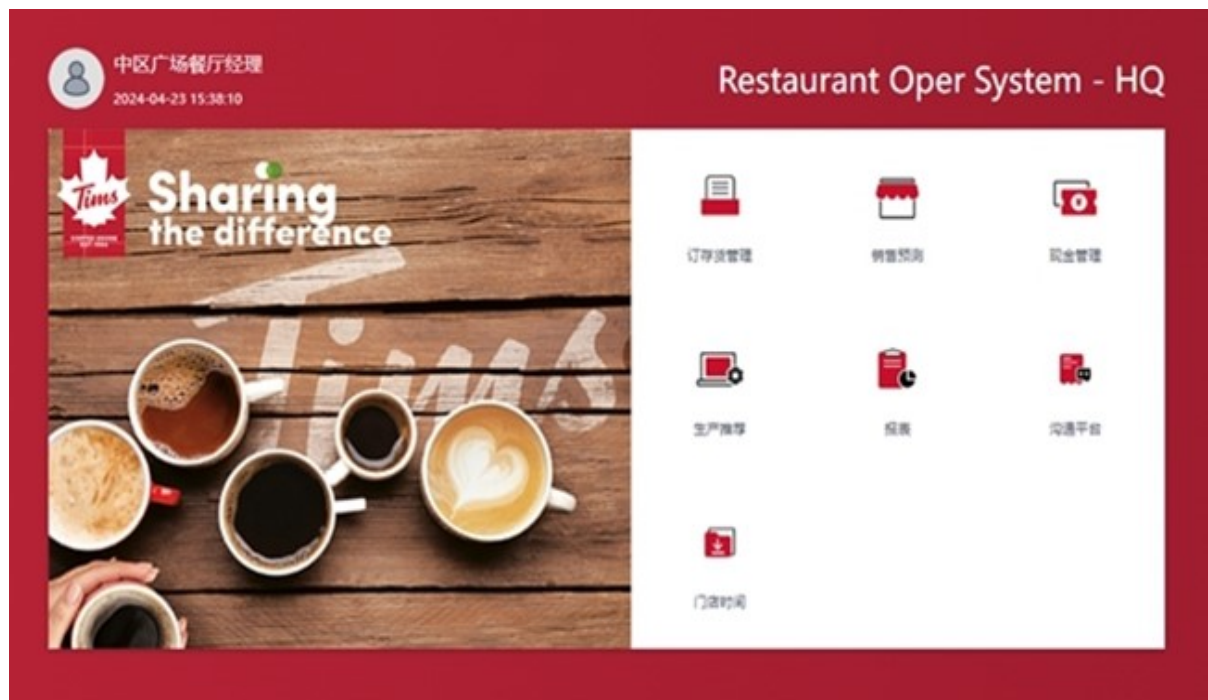 中区广场餐厅经理
2024-04-23 15:38:10
Restaurant Oper System - HQ
Tims
Sharing
the difference
Tims
订存货管理
销售预测
现金管理
生产推荐
报表
沟通平台
门店时间